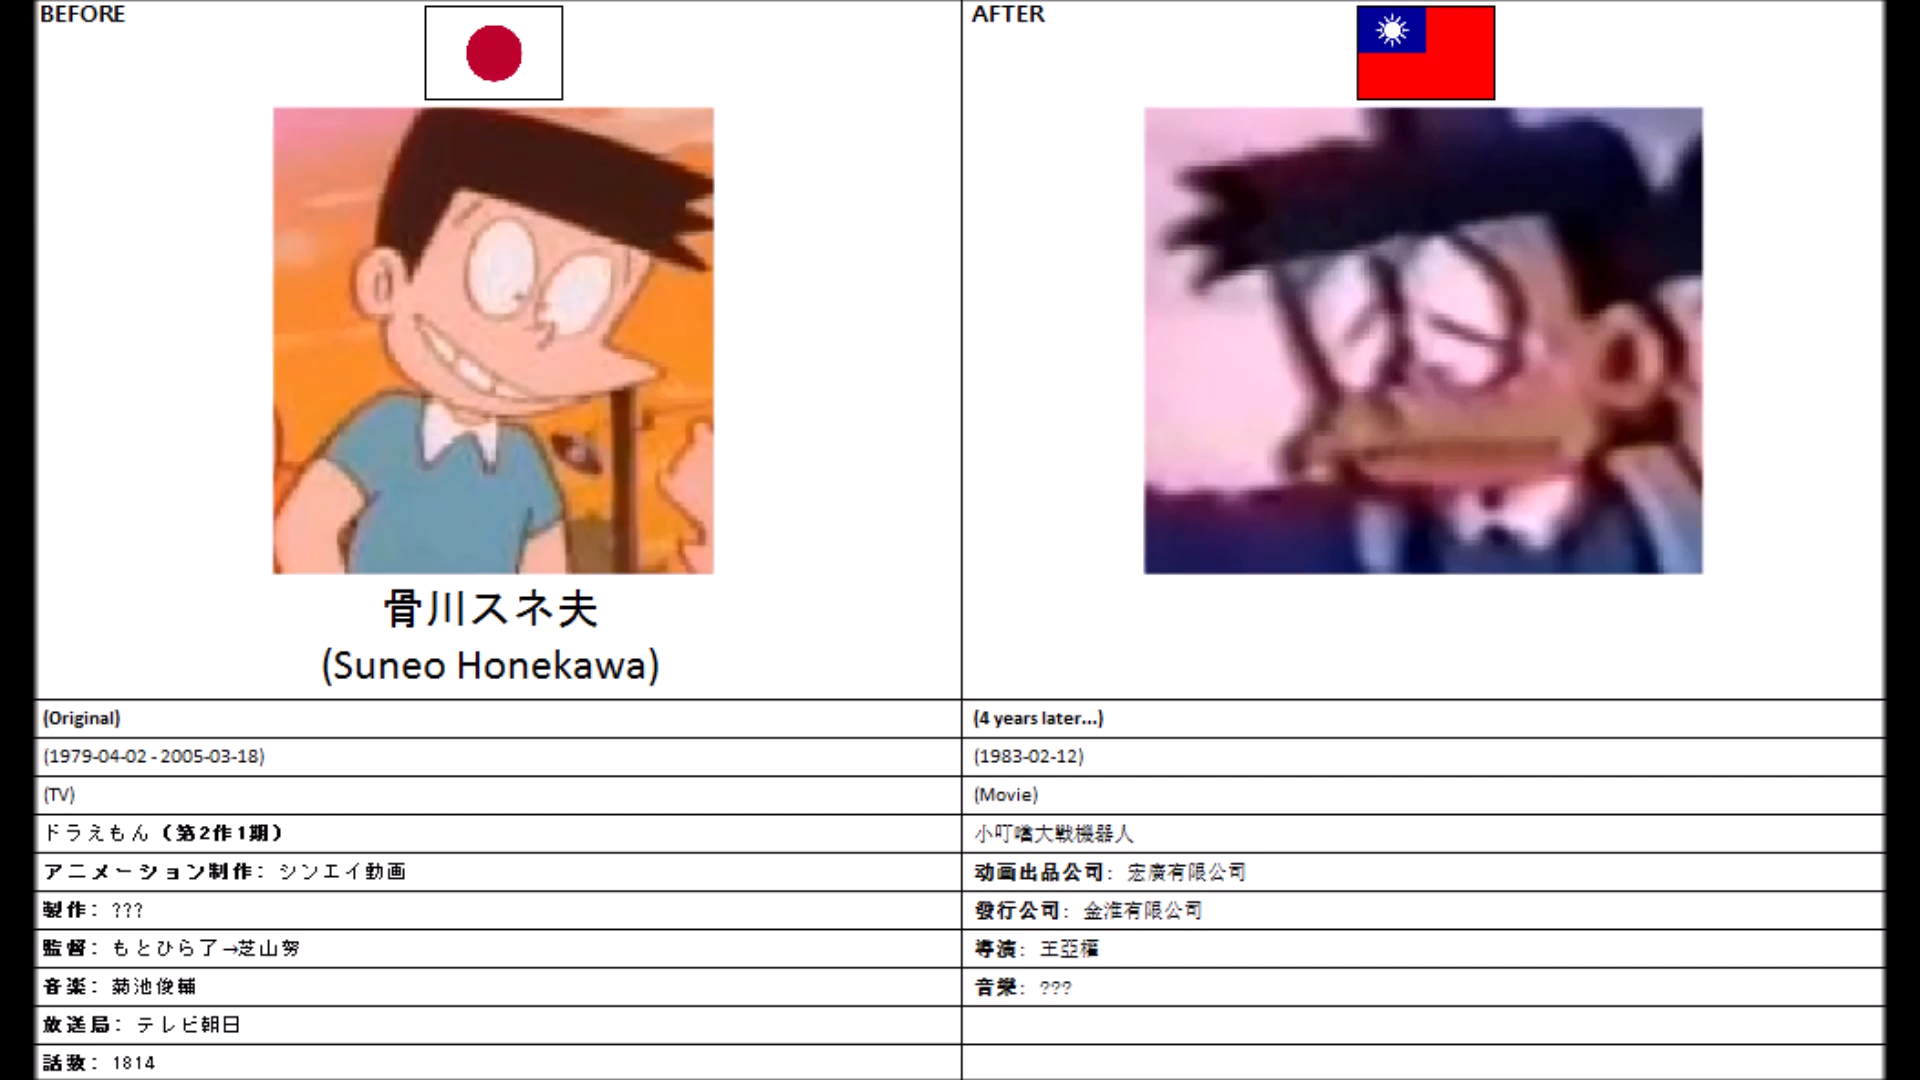 BEFORE
AFTER
骨川スネ夫
(Suneo Honekawa)
(Original)
(4 years later...)
(1979-04-02 - 2005-03-18)
(1983-02-12)
(TV)
(Movie)
ドラえもん（第2作1期）
小叮噹大戰機器人
アニメーション制作：シンエイ動画
动画出品公司：宏廣有限公司
製作：???
發行公司：金淮有限公司
監督：もとひら了→芝山努
導演：王亞權
音楽：菊池俊輔
音樂：???
放送局：テレビ朝日
話数：1814